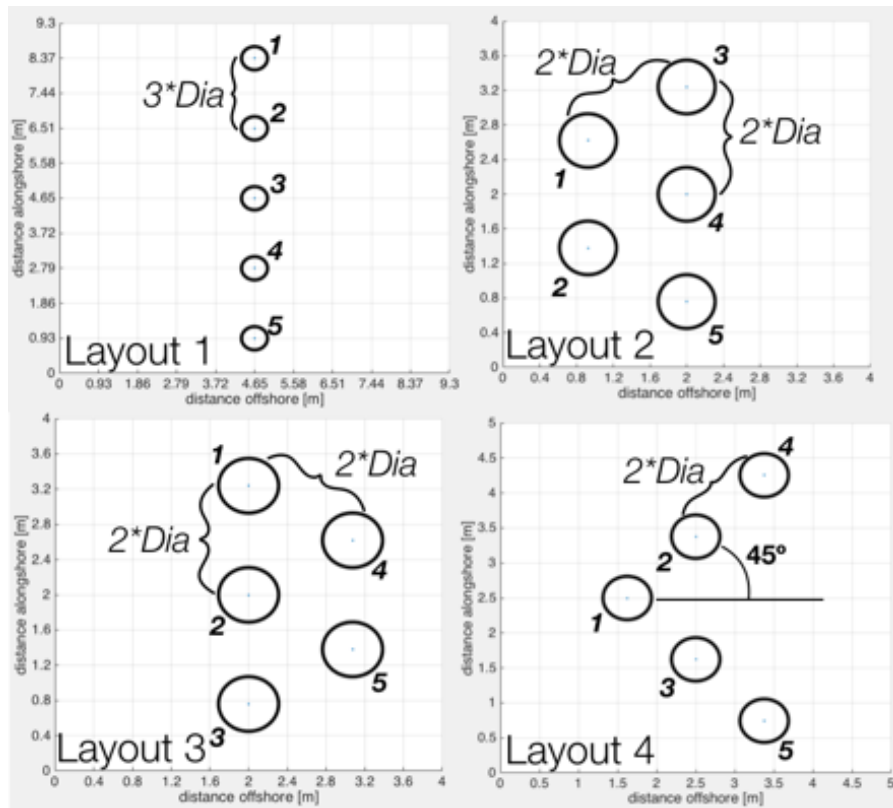 9.3
8.37
7.44
6.51
5.58
4.65
3.72
2.79
1.86
0.93
0
distance alongshore [m]
1
3*Dia
2
3
4
5
Layout 1
0 0.93 1.86 2.79 3.72 4.65 5.58 6.51 7.44 8.37 9.3
distance offshore [m]
4
3.6
3.2
2.8
2.4
2
1.6
1.2
0.8
0.4
0
distance alongshore [m]
3
2*Dia
2*Dia
1
4
2
5
Layout 2
0 0.4 0.8 1.2 1.6 2 2.4 2.8 3.2 3.6 4
distance offshore [m]
4
3.6
3.2
2.8
2.4
2
1.6
1.2
0.8
0.4
0
distance alongshore [m]
1
2*Dia
2*Dia
4
2
5
3
Layout 3
0 0.4 0.8 1.2 1.6 2 2.4 2.8 3.2 3.6 4
distance offshore [m]
5
4.5
4
3.5
3
2.5
2
1.5
1
0.5
0
distance alongshore [m]
4
2*Dia
2
45º
1
3
5
Layout 4
0 0.5 1 1.5 2 2.5 3 3.5 4 4.5 5
distance offshore [m]